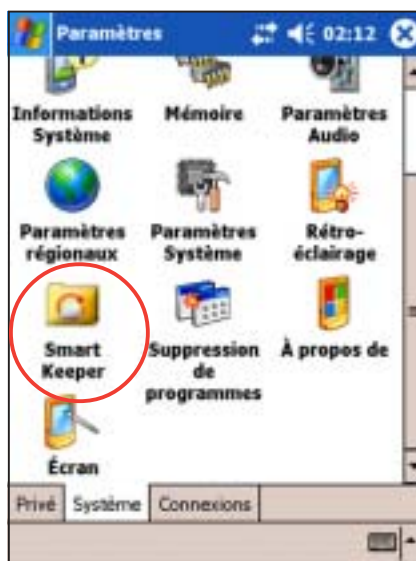 Paramètres 02:12
Informations Système
Mémoire
Paramètres Audio
Paramètres régionaux
Paramètres Système
Rétro-éclairage
Smart Keeper
Suppression de programmes
À propos de
Écran
Privé Système Connexions